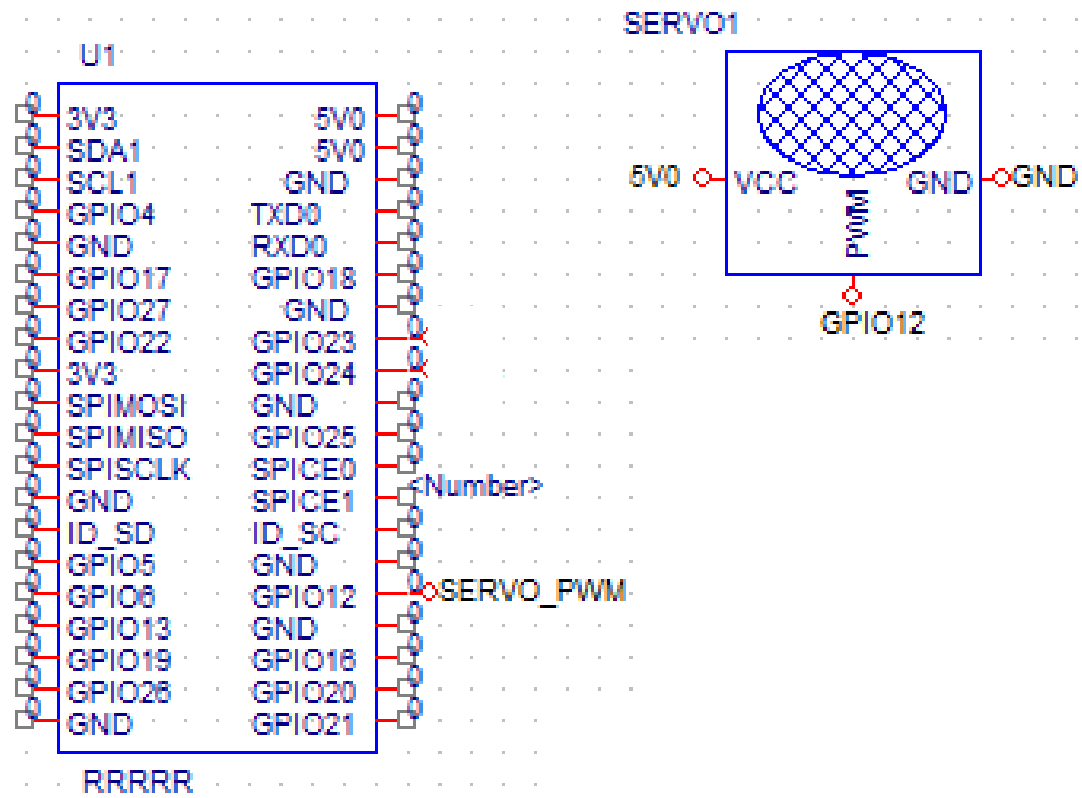 SERVO1
U1
3V3 5V0
SDA1 5V0
SCL1 GND
GPIO4 TXD0
GND RXD0
GPIO17 GPIO18
GPIO27 GND
GPIO22 GPIO23
3V3 GPIO24
SPIMOSI GND
SPIMISO GPIO25
SPISCLK SPICE0
GND SPICE1
ID_SD ID_SC
GPIO5 GND
GPIO6 GPIO12
GPIO13 GND
GPIO19 GPIO16
GPIO26 GPIO20
GND GPIO21
RRRRR
<Number>
SERVO_PWM
5V0 VCC GND GND
PWM
GPIO12